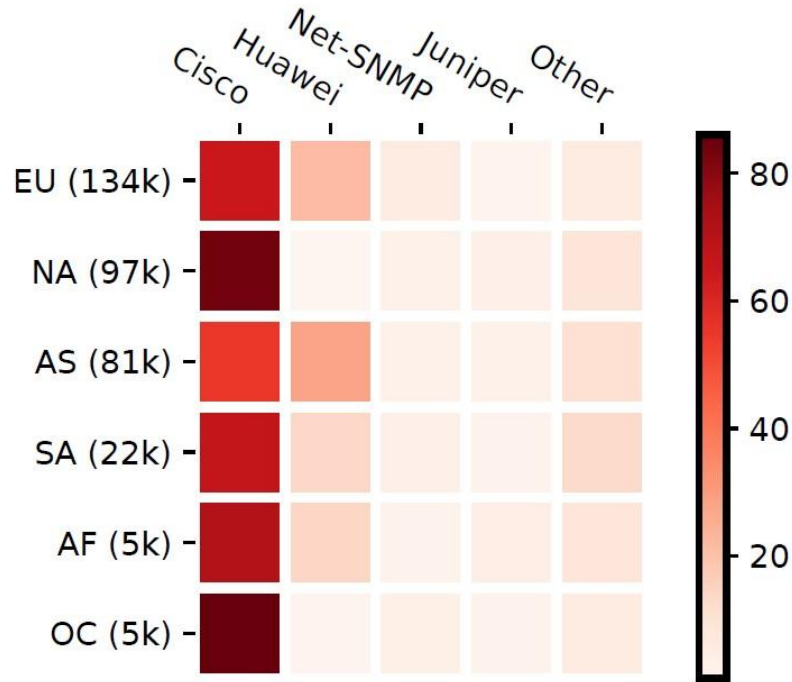 Cisco
Huawei
Net-SNMP
Juniper
Other
EU (134k)
NA (97k)
AS (81k)
SA (22k)
AF (5k)
OC (5k)
80
60
40
20